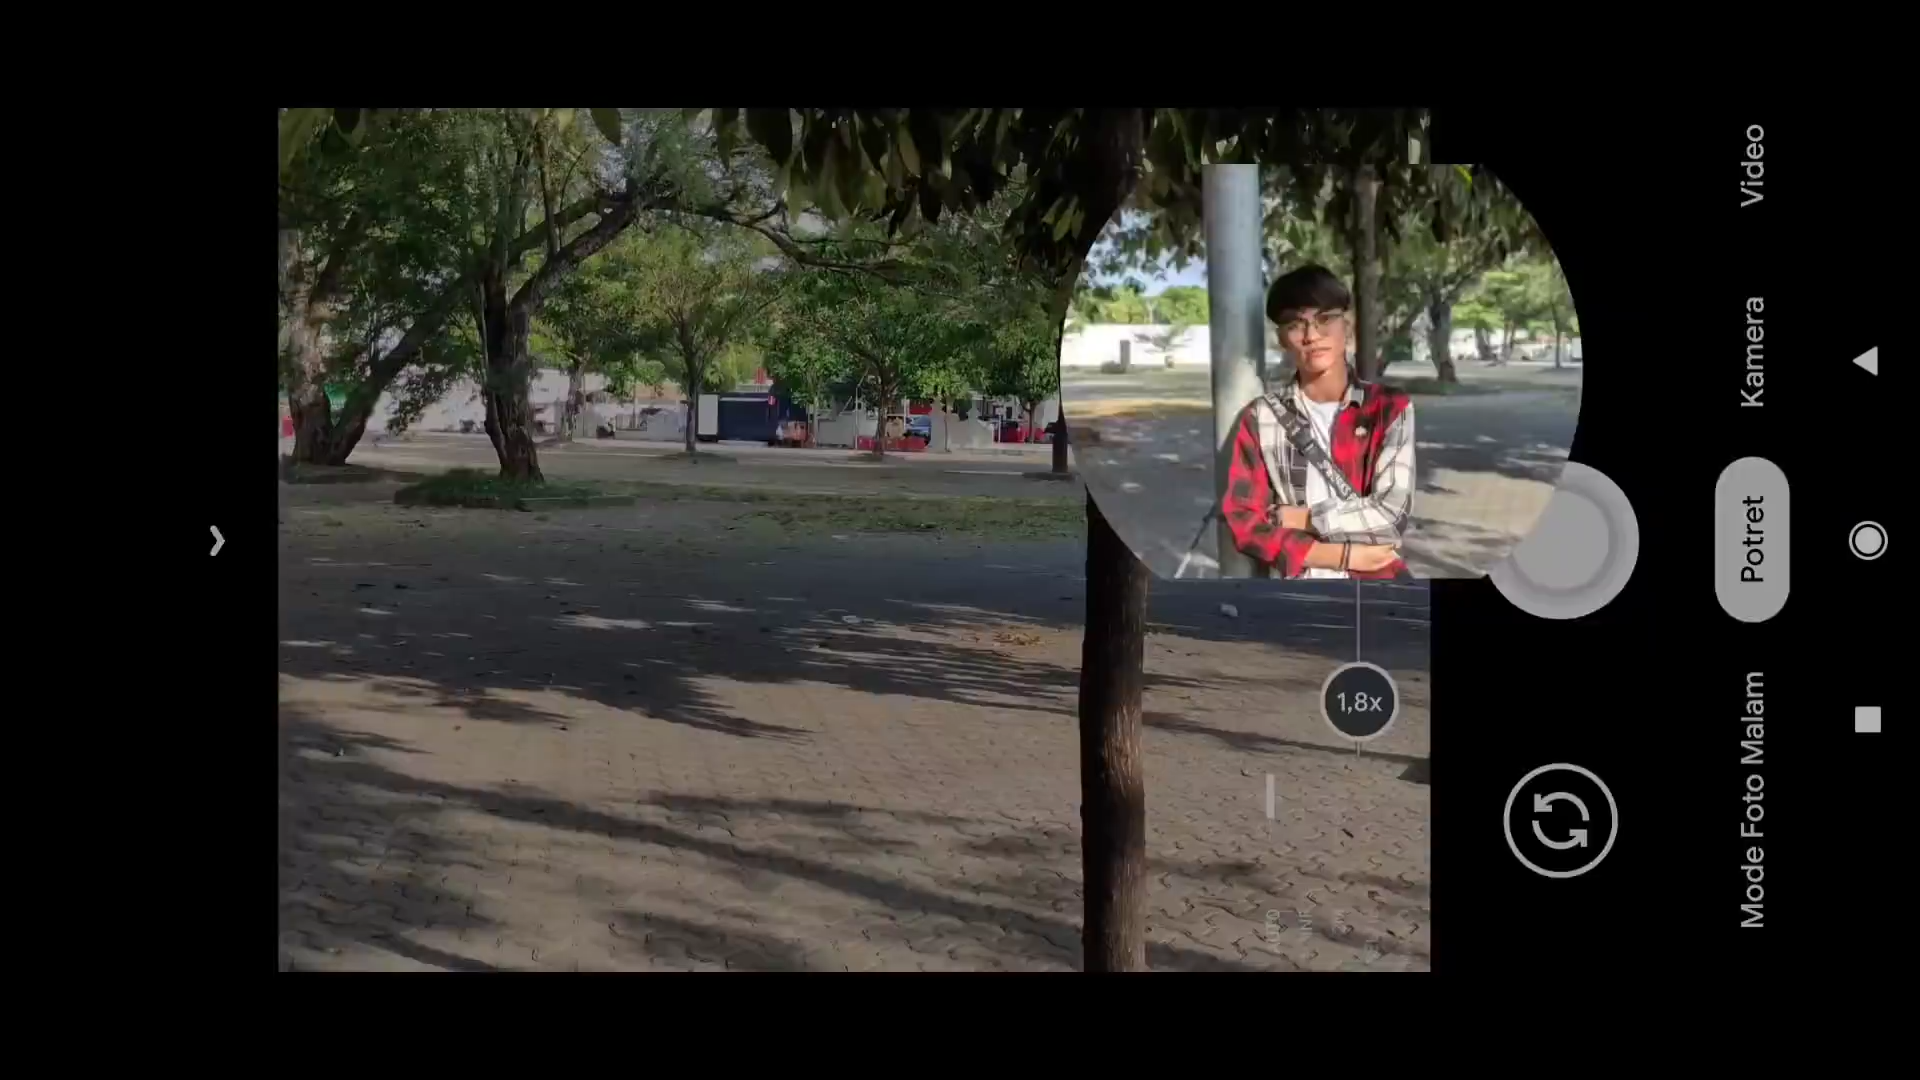 Video
Kamera
Potret
Mode Foto Malam
1,8x